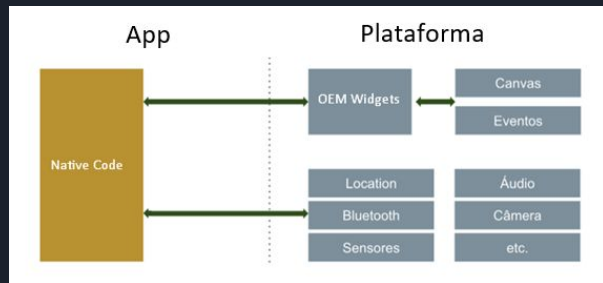 App
Plataforma
Native Code
OEM Widgets
Canvas
Eventos
Location
Áudio
Bluetooth
Câmera
Sensores
etc.